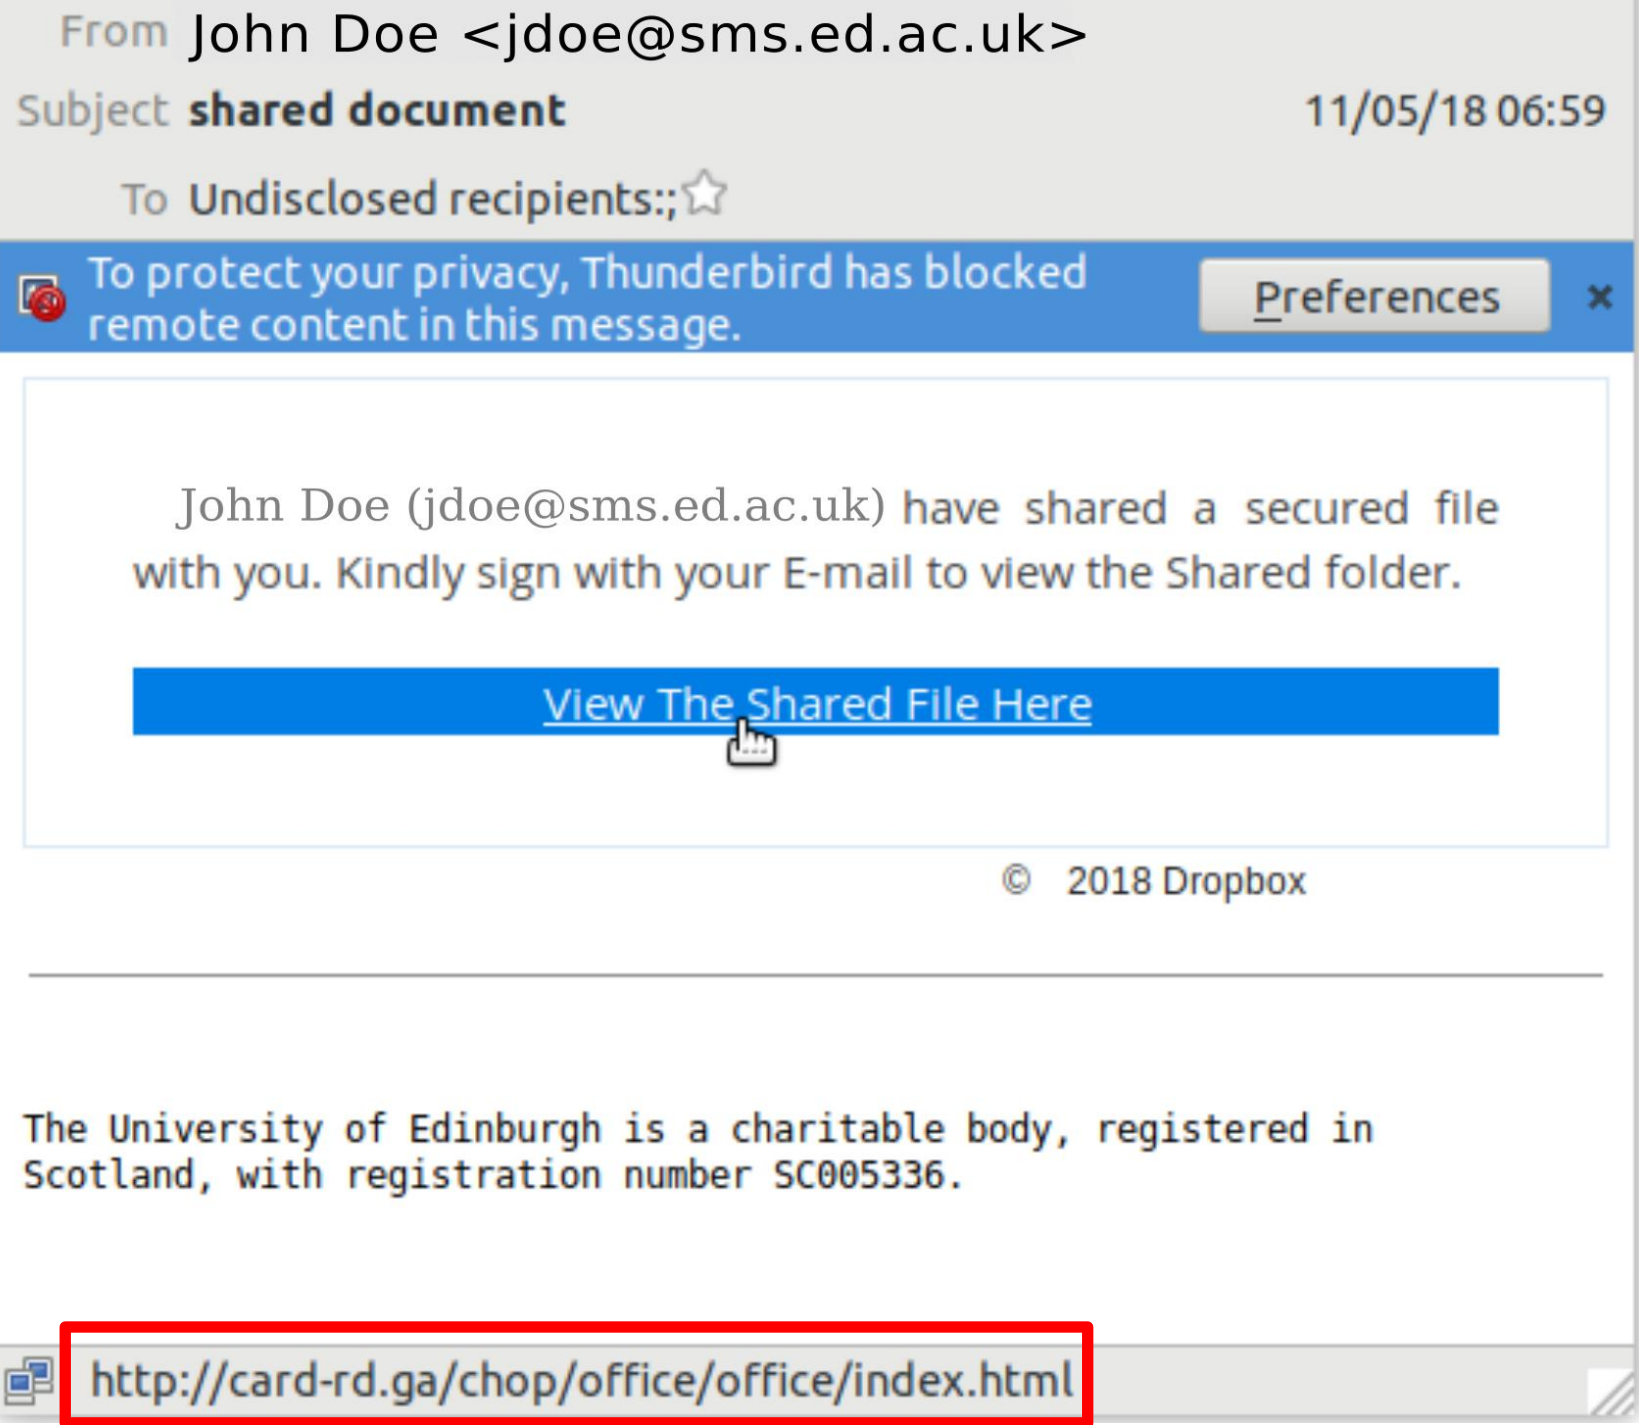 From John Doe <jdoe@sms.ed.ac.uk>
Subject shared document 11/05/18 06:59
To Undisclosed recipients:;
To protect your privacy, Thunderbird has blocked
remote content in this message.
Preferences
John Doe (jdoe@sms.ed.ac.uk) have shared a secured file
with you. Kindly sign with your E-mail to view the Shared folder.
View The Shared File Here
© 2018 Dropbox
The University of Edinburgh is a charitable body, registered in
Scotland, with registration number SC005336.
http://card-rd.ga/chop/office/office/index.html